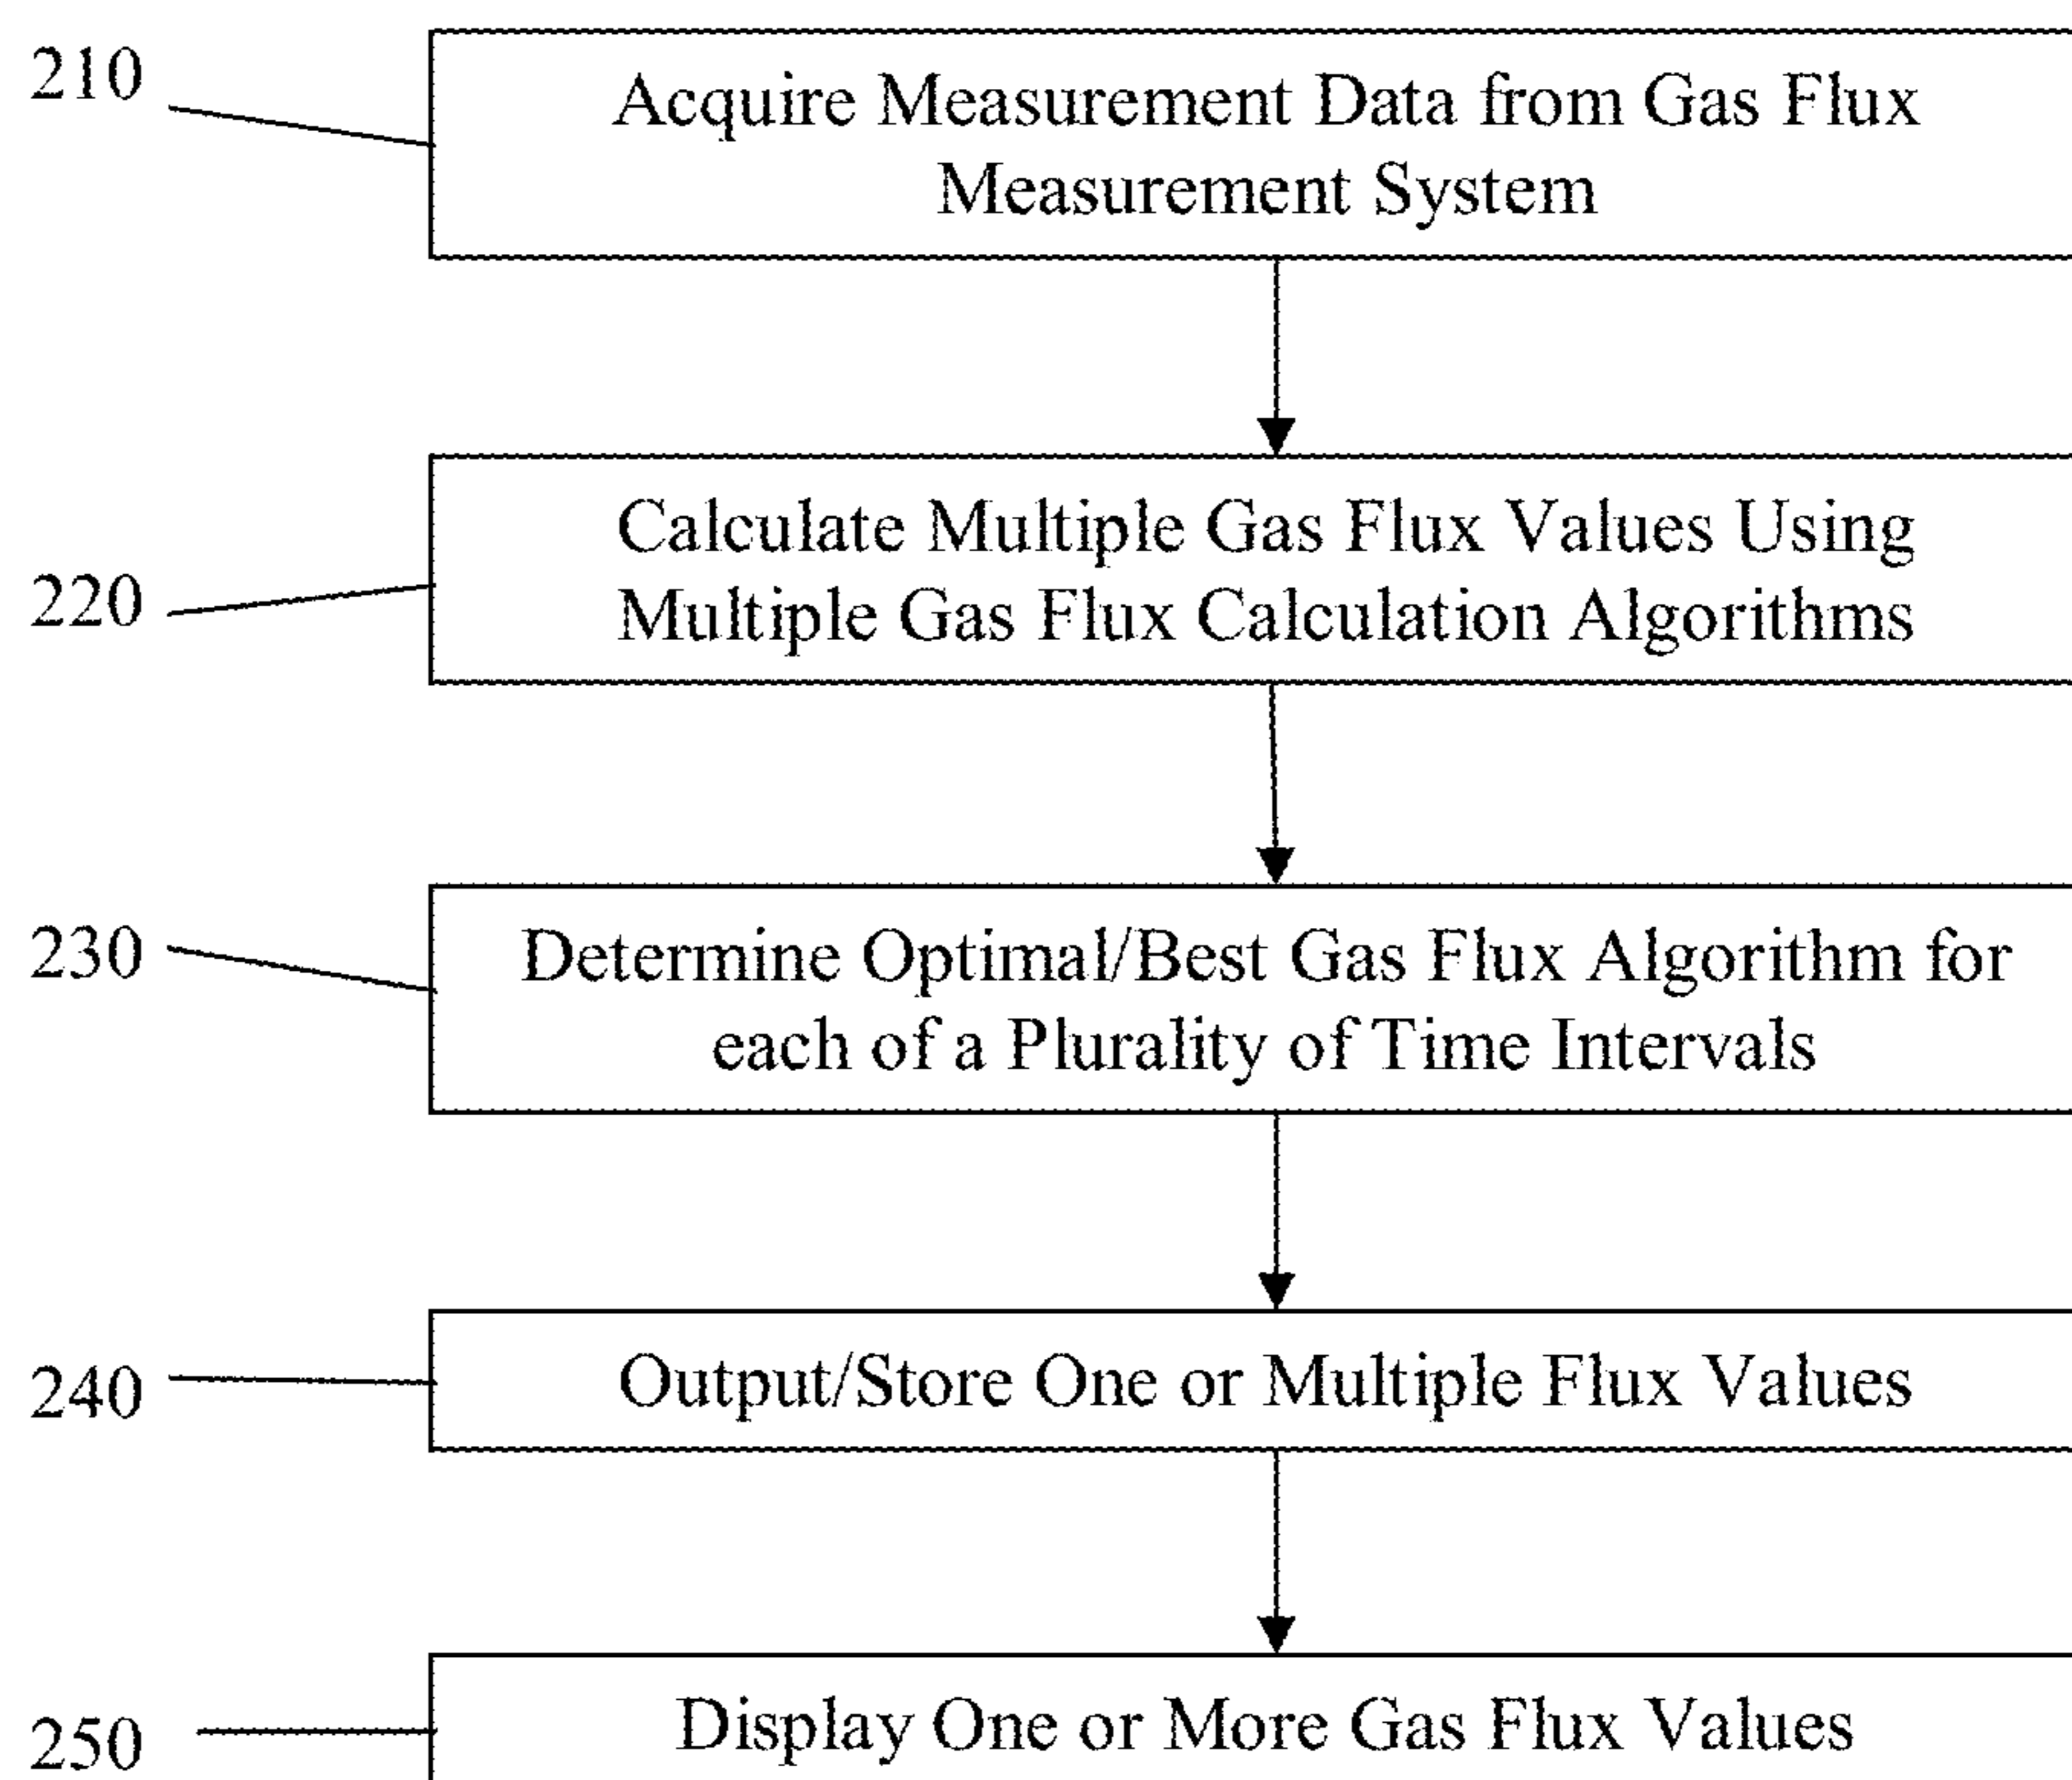 210
Acquire Measurement Data from Gas Flux
Measurement System
220
Calculate Multiple Gas Flux Values Using
Multiple Gas Flux Calculation Algorithms
230
Determine Optimal/Best Gas Flux Algorithm for
each of a Plurality of Time Intervals
240
Output/Store One or Multiple Flux Values
250
Display One or More Gas Flux Values